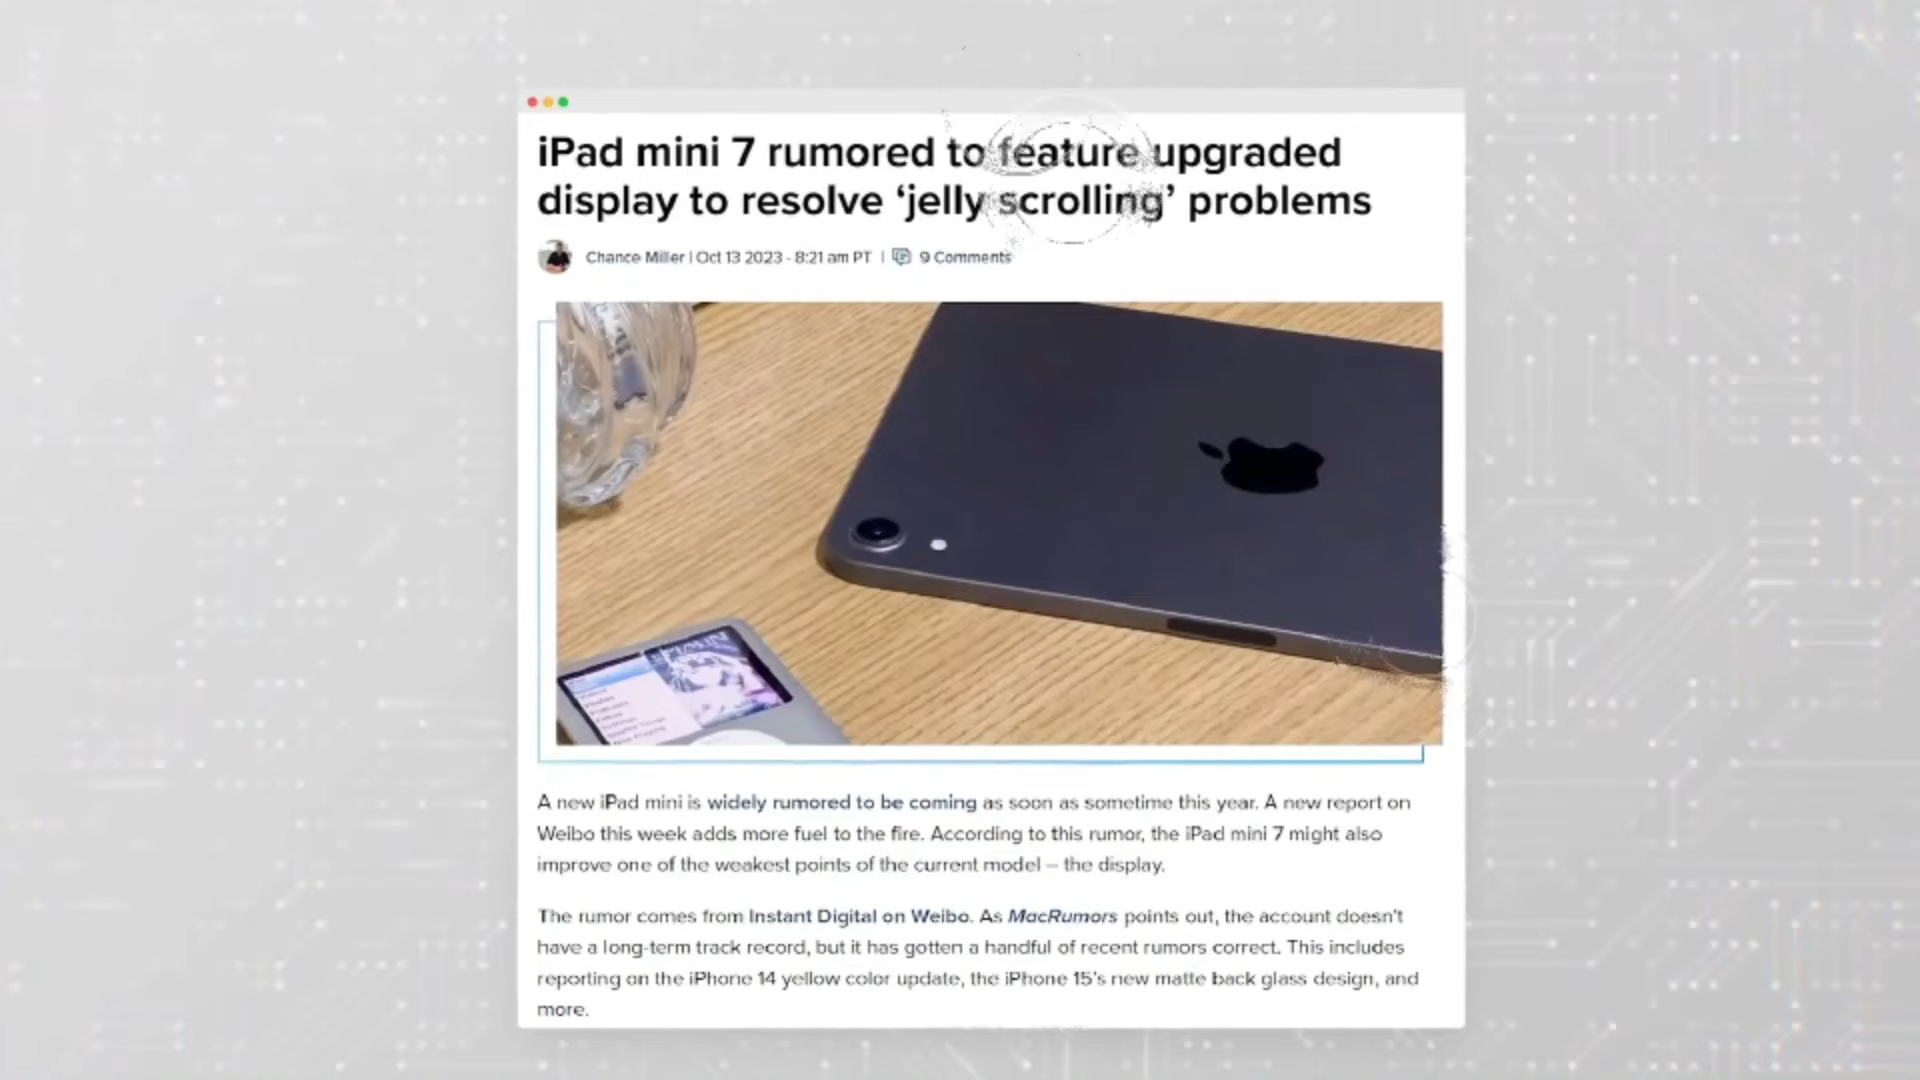 iPad mini 7 rumored to feature upgraded
display to resolve ‘jelly scrolling’ problems
Chance Miller | Oct 13 2023 - 8:21 am PT | 9 Comments
A new iPad mini is widely rumored to be coming as soon as sometime this year. A new report on
Weibo this week adds more fuel to the fire. According to this rumor, the iPad mini 7 might also
improve one of the weakest points of the current model – the display.
The rumor comes from Instant Digital on Weibo. As MacRumors points out, the account doesn't
have a long-term track record, but it has gotten a handful of recent rumors correct. This includes
reporting on the iPhone 14 yellow color update, the iPhone 15's new matte back glass design, and
more.